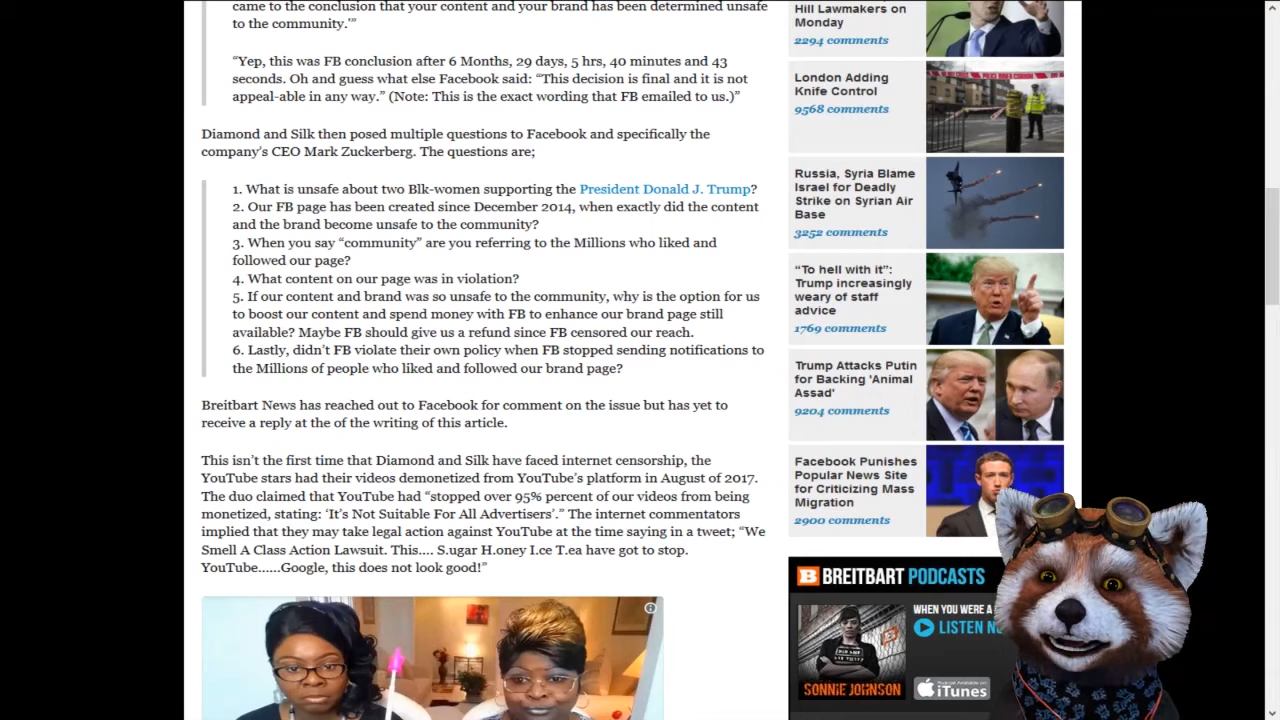 came to the conclusion that your content and your brand has been determined unsafe
to the community.'”
“Yep, this was FB conclusion after 6 Months, 29 days, 5 hrs, 40 minutes and 43
seconds. Oh and guess what else Facebook said: “This decision is final and it is not
appeal-able in any way.” (Note: This is the exact wording that FB emailed to us.)”
Diamond and Silk then posed multiple questions to Facebook and specifically the
company’s CEO Mark Zuckerberg. The questions are;
1. What is unsafe about two Blk-women supporting the President Donald J. Trump?
2. Our FB page has been created since December 2014, when exactly did the content
and the brand become unsafe to the community?
3. When you say “community” are you referring to the Millions who liked and
followed our page?
4. What content on our page was in violation?
5. If our content and brand was so unsafe to the community, why is the option for us
to boost our content and spend money with FB to enhance our brand page still
available? Maybe FB should give us a refund since FB censored our reach.
6. Lastly, didn’t FB violate their own policy when FB stopped sending notifications to
the Millions of people who liked and followed our brand page?
Breitbart News has reached out to Facebook for comment on the issue but has yet to
receive a reply at the of the writing of this article.
This isn’t the first time that Diamond and Silk have faced internet censorship, the
YouTube stars had their videos demonetized from YouTube’s platform in August of 2017.
The duo claimed that YouTube had “stopped over 95% percent of our videos from being
monetized, stating: ‘It’s Not Suitable For All Advertisers’.” The internet commentators
implied that they may take legal action against YouTube at the time saying in a tweet; “We
Smell A Class Action Lawsuit. This…. S.ugar H.oney I.ce T.ea have got to stop.
YouTube……Google, this does not look good!”
Hill Lawmakers on
Monday
2294 comments
London Adding
Knife Control
9568 comments
Russia, Syria Blame
Israel for Deadly
Strike on Syrian Air
Base
3252 comments
“To hell with it”:
Trump increasingly
weary of staff
advice
1769 comments
Trump Attacks Putin
for Backing 'Animal
Assad'
9204 comments
Facebook Punishes
Popular News Site
for Criticizing Mass
Migration
2900 comments
B BREITBART PODCASTS
WHEN YOU WERE A
LISTEN
SONNIE JOHNSON
iTunes